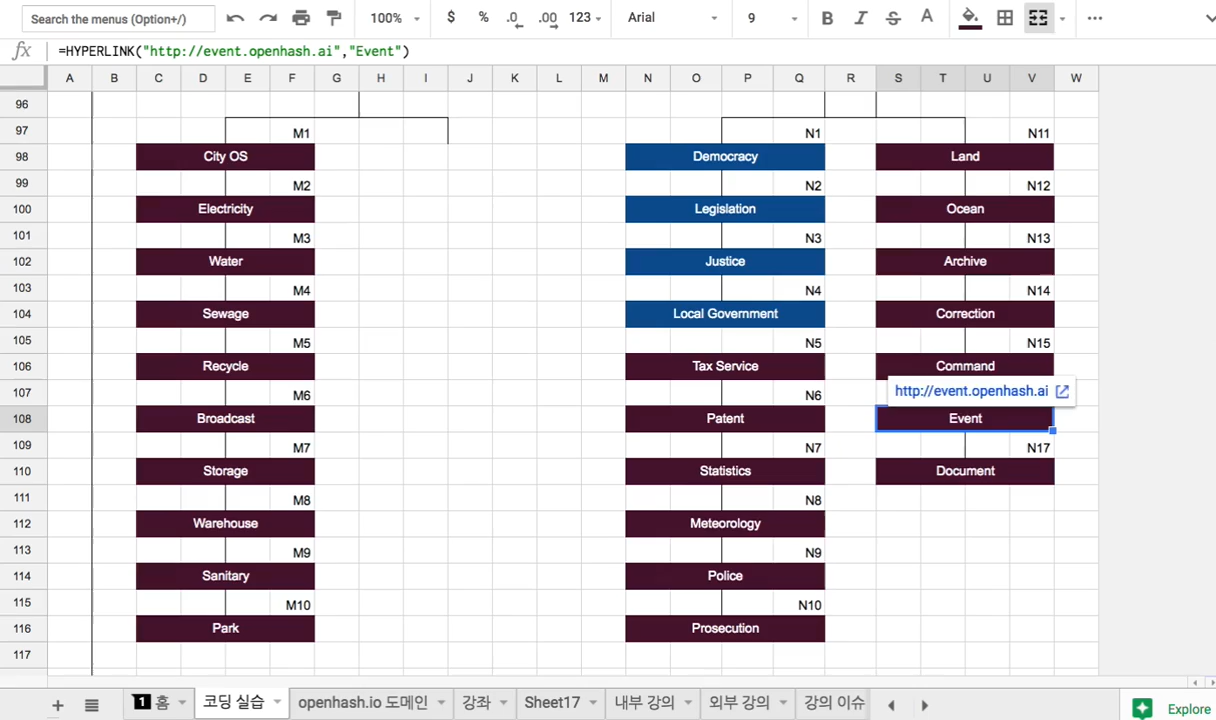 Search the menus (Option+/)
100%
$
%
.0
.00
123
Arial
9
B
I
S
A
fx
=HYPERLINK("http://event.openhash.ai","Event")
A B C D E F G H I J K L M N O P Q R S T U V W
96
97 M1 N1 N11
98 City OS Democracy Land
99 M2 N2 N12
100 Electricity Legislation Ocean
101 M3 N3 N13
102 Water Justice Archive
103 M4 N4 N14
104 Sewage Local Government Correction
105 M5 N5 N15
106 Recycle Tax Service Command
107 M6 N6 http://event.openhash.ai
108 Broadcast Patent Event
109 M7 N7 N17
110 Storage Statistics Document
111 M8 N8
112 Warehouse Meteorology
113 M9 N9
114 Sanitary Police
115 M10 N10
116 Park Prosecution
117
1 홈
코딩 실습
openhash.io 도메인
강좌
Sheet17
내부 강의
외부 강의
강의 이슈
Explore